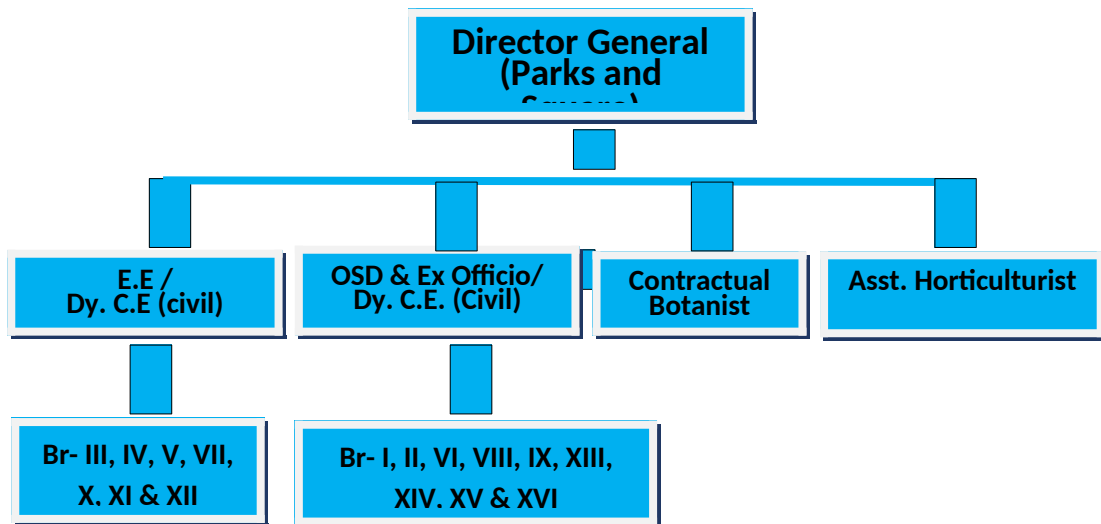 Director General
(Parks and
Square)
E.E /
Dy. C.E (civil)
OSD & Ex Officio/
Dy. C.E. (Civil)
Contractual
Botanist
Asst. Horticulturist
Br- III, IV, V, VII,
X, XI & XII
Br- I, II, VI, VIII, IX, XIII,
XIV. XV & XVI